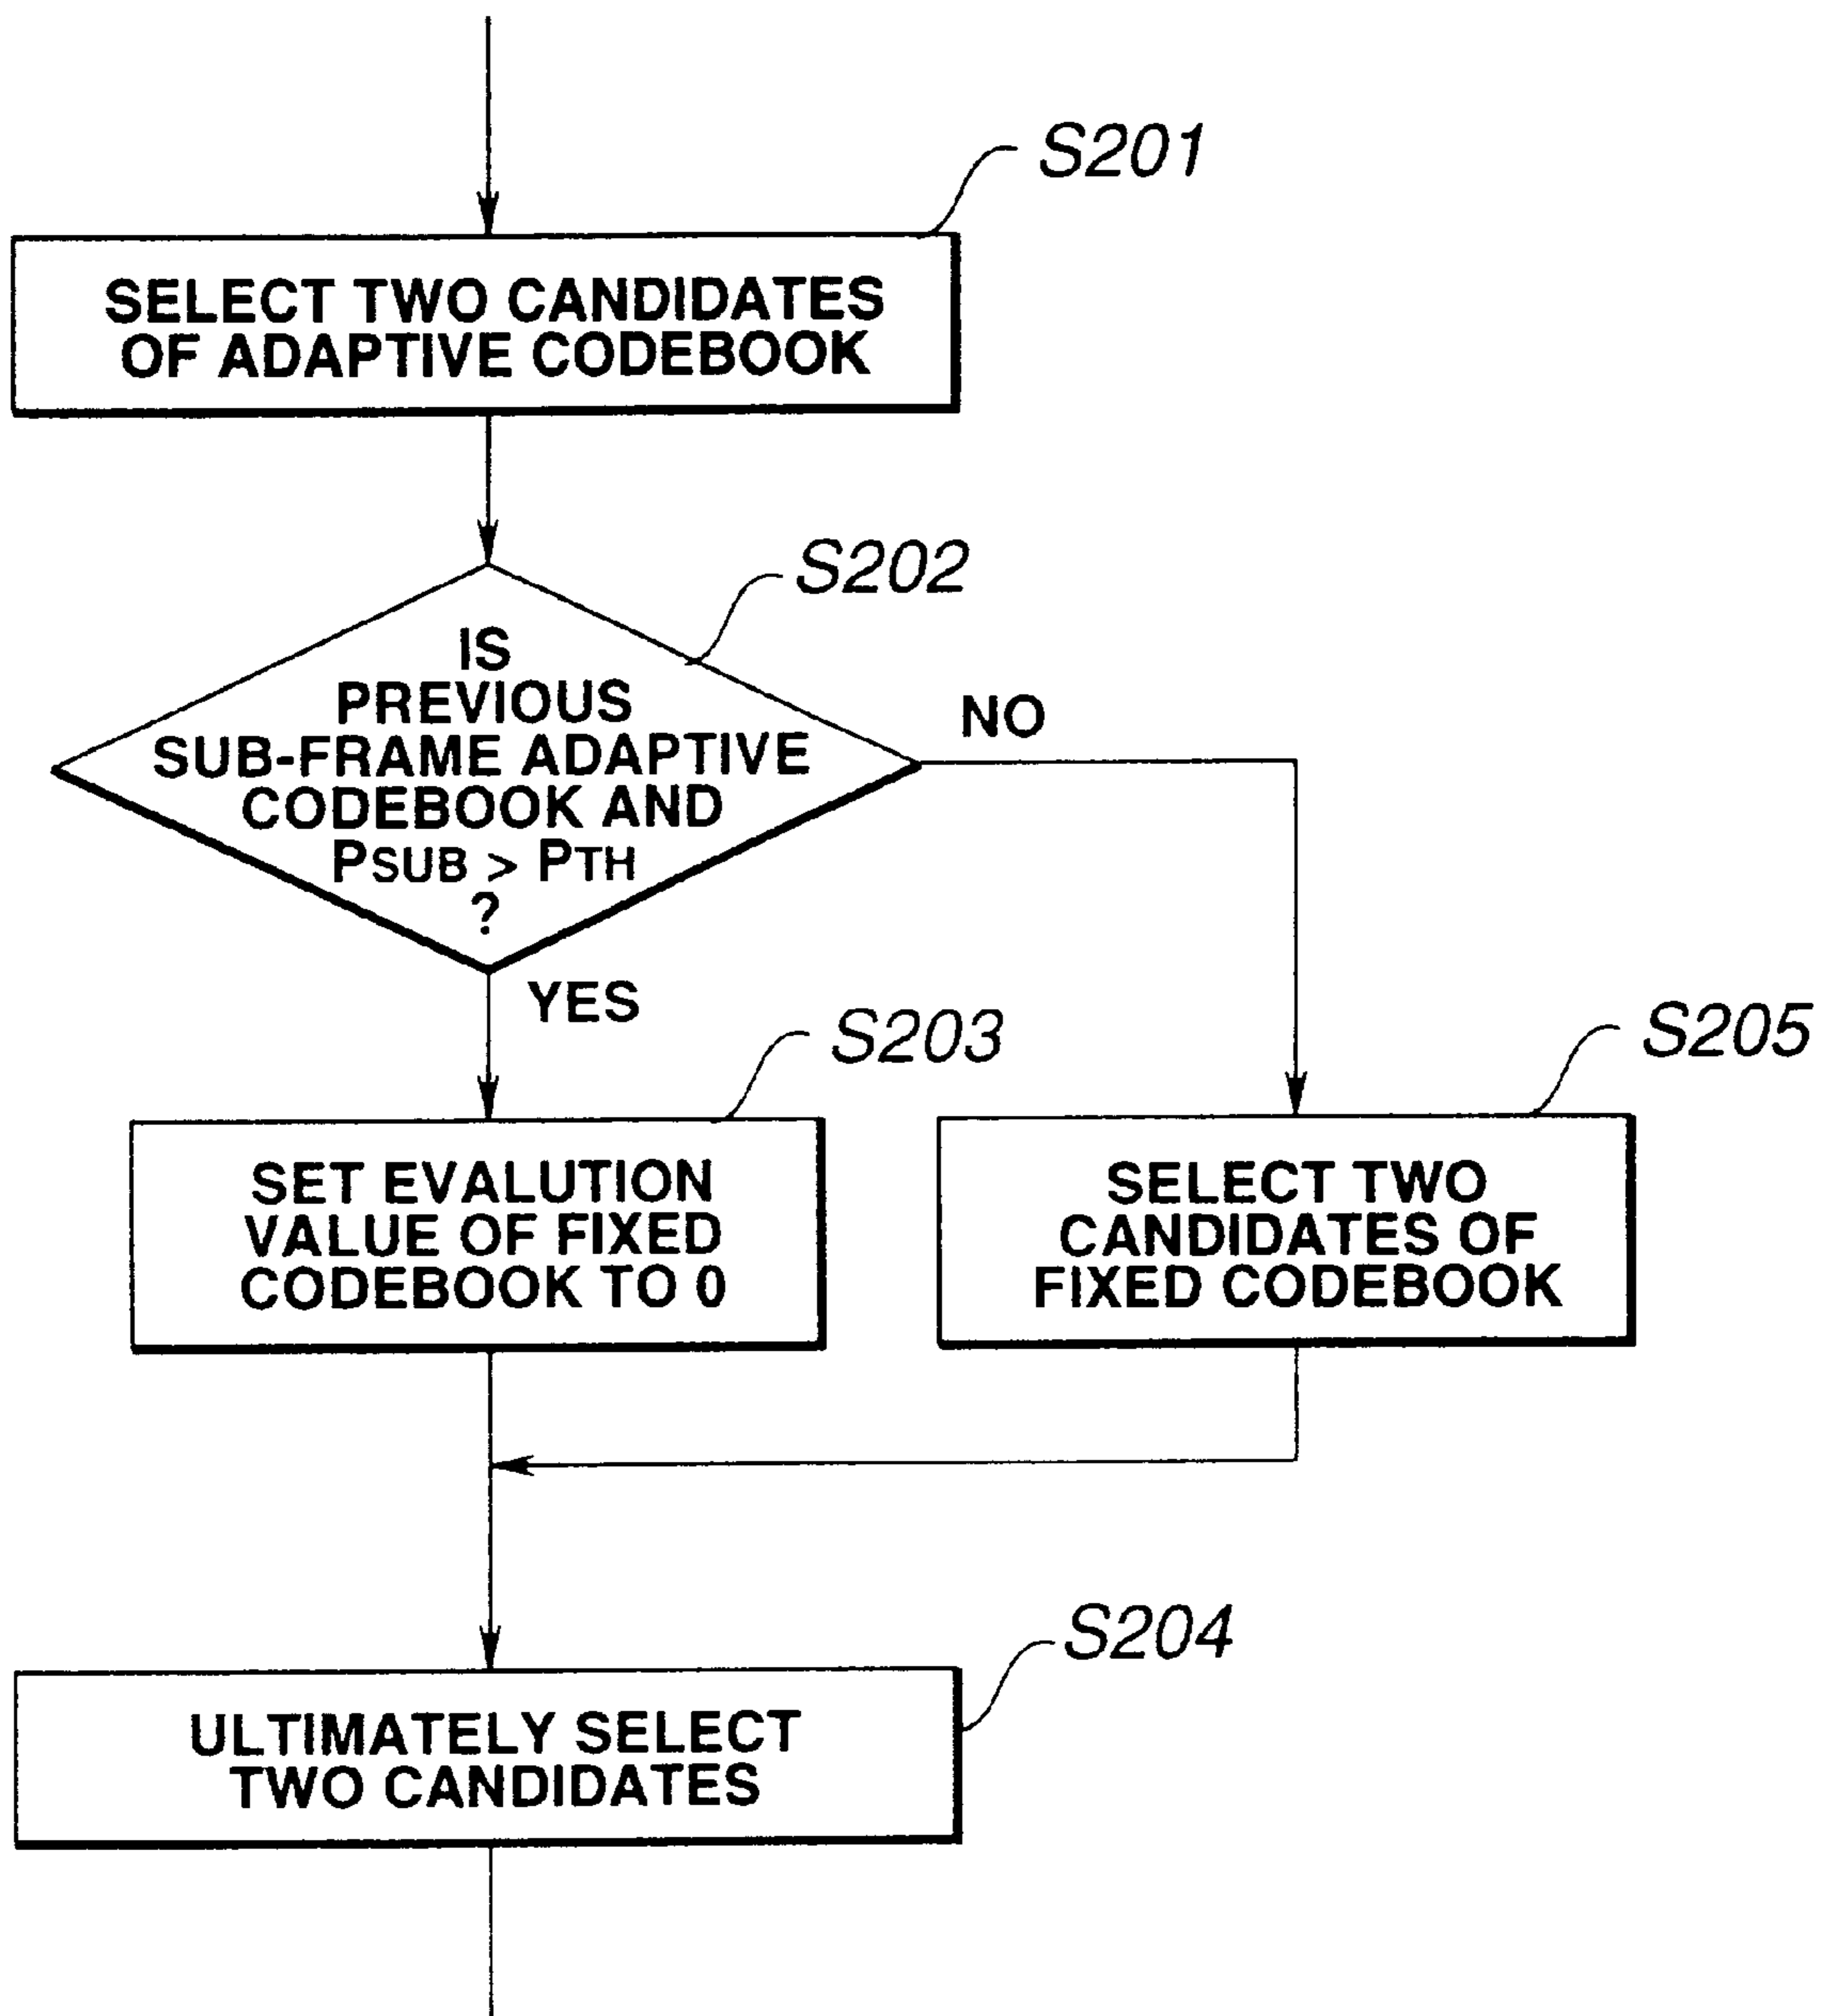 S201
SELECT TWO CANDIDATES
OF ADAPTIVE CODEBOOK
S202
IS
PREVIOUS
SUB-FRAME ADAPTIVE
CODEBOOK AND
PSUB > PTH
?
NO
YES
S203
SET EVALUTION
VALUE OF FIXED
CODEBOOK TO 0
S205
SELECT TWO
CANDIDATES OF
FIXED CODEBOOK
S204
ULTIMATELY SELECT
TWO CANDIDATES